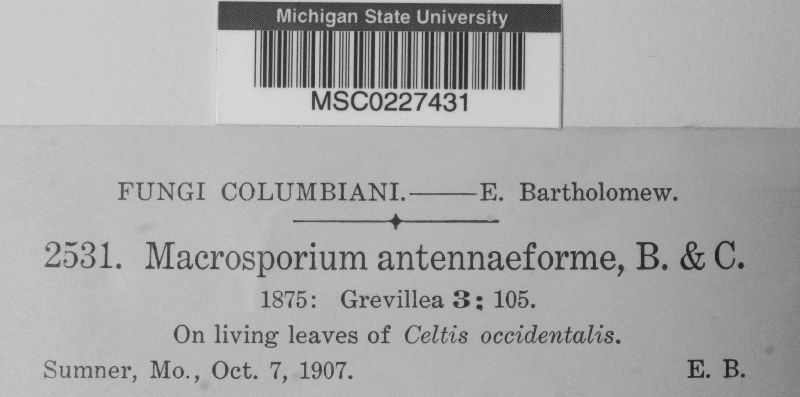 Michigan State University
MSC0227431
FUNGI COLUMBIANI.——E. Bartholomew.
2531. Macrosporium antennaeforme, B. & C.
1875: Grevillea 3: 105.
On living leaves of Celtis occidentalis.
Sumner, Mo., Oct. 7, 1907. E. B.